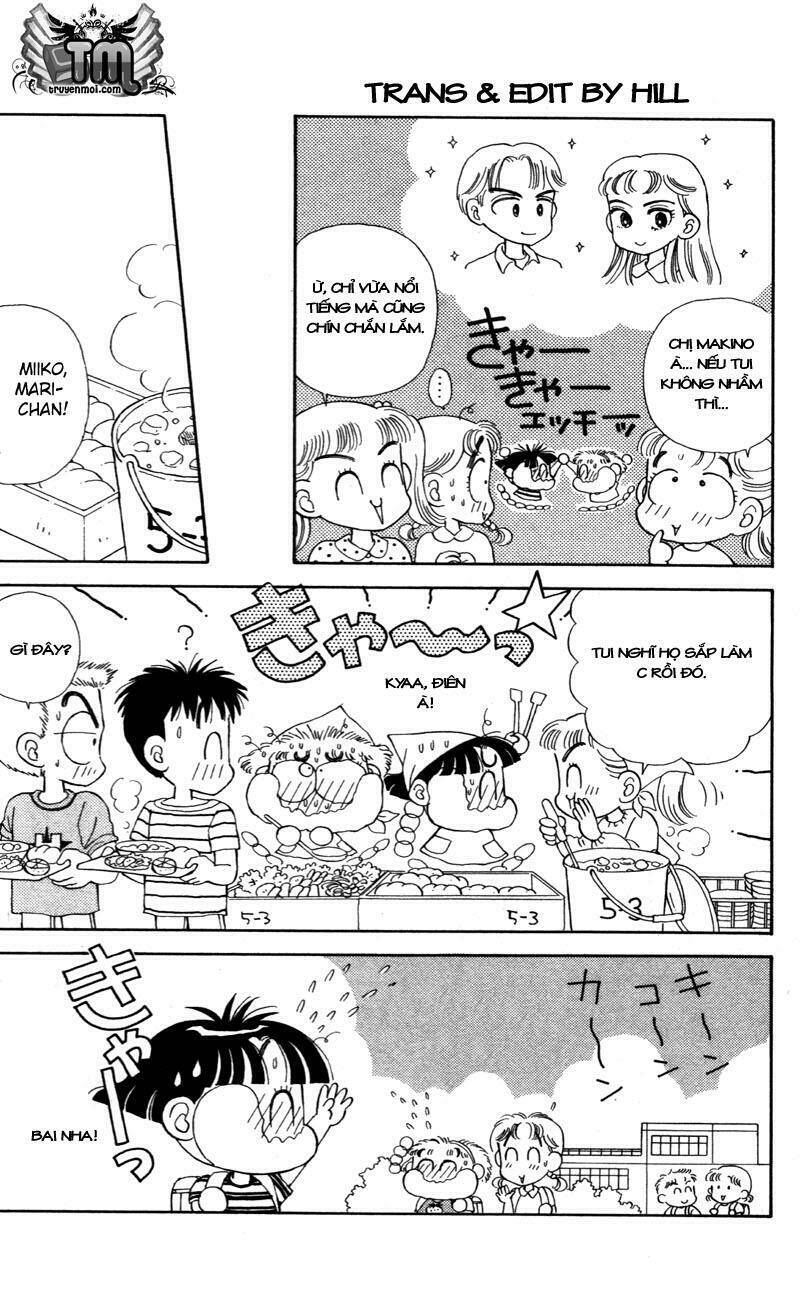 TM
truyenmoi.com
TRANS & EDIT BY HILL
CHỊ MAKINO
À... NẾU TUI
KHÔNG NHẦM
THÌ...
Ừ, CHỈ VỪA NỔI
TIẾNG MÀ CŨNG
CHÍN CHẮN LẮM.
...
きゃー
きゃー
エッチーッ
MIIKO,
MARI-
CHAN!
5-3
TUI NGHĨ HỌ SẮP LÀM
C RỒI ĐÓ.
きゃ～～っ
KYAA, ĐIÊN
À!
?
GÌ ĐÂY?
5-3
5-3
5-3
キーン
コーン
カーン
きゃーっ
BAI NHA!